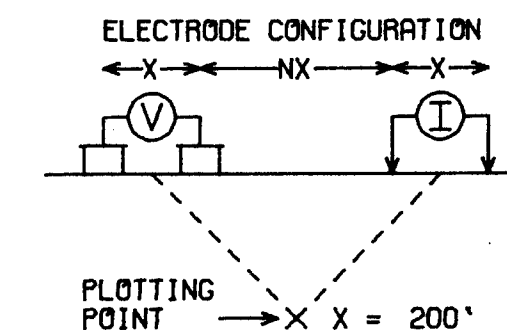 ELECTRODE CONFIGURATION
X NX X
V I
PLOTTING
POINT X X = 200'